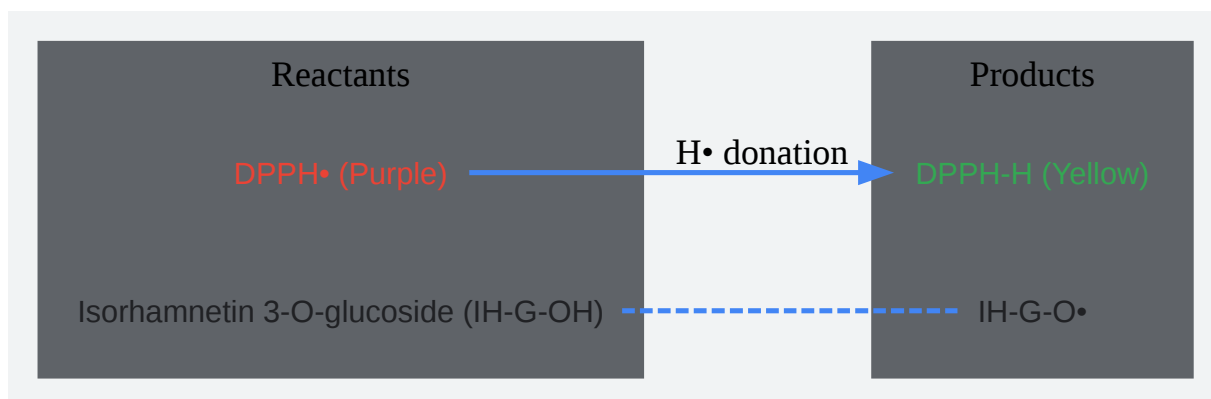 Reactants
Products
H• donation
DPPH• (Purple)
DPPH-H (Yellow)
Isorhamnetin 3-O-glucoside (IH-G-OH)
IH-G-O•